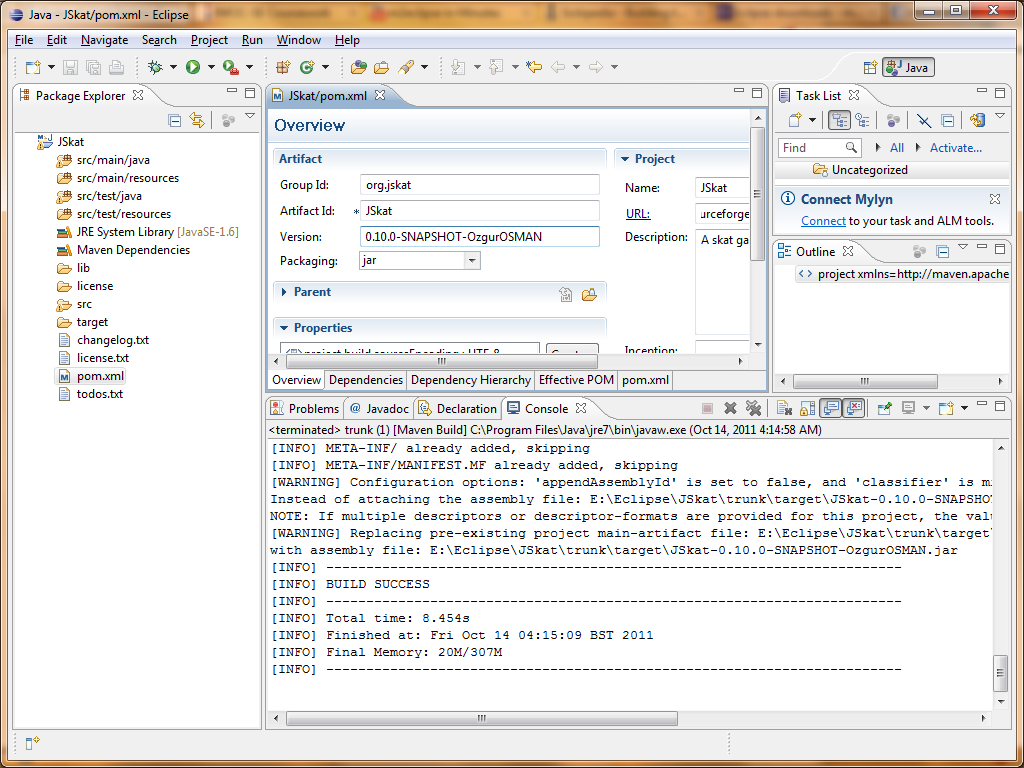 Java - JSkat/pom.xml - Eclipse
File Edit Navigate Search Project Run Window Help
Java
Package Explorer
JSkat
src/main/java
src/main/resources
src/test/java
src/test/resources
JRE System Library [JavaSE-1.6]
Maven Dependencies
lib
license
src
target
changelog.txt
license.txt
pom.xml
todos.txt
JSkat/pom.xml
Overview
Artifact
Group Id: org.jskat
Artifact Id: * JSkat
Version: 0.10.0-SNAPSHOT-OzgurOSMAN
Packaging: jar
Parent
Properties
project.build.sourceEncoding : UTF-8
Project
Name: JSkat
URL: urceforge
Description: A skat ga
Inception:
Overview Dependencies Dependency Hierarchy Effective POM pom.xml
Task List
Find All Activate...
Uncategorized
Connect Mylyn
Connect to your task and ALM tools.
Outline
project xmlns=http://maven.apache
Problems @ Javadoc Declaration Console
<terminated> trunk (1) [Maven Build] C:\Program Files\Java\jre7\bin\javaw.exe (Oct 14, 2011 4:14:58 AM)
[INFO] META-INF/ already added, skipping
[INFO] META-INF/MANIFEST.MF already added, skipping
[WARNING] Configuration options: 'appendAssemblyId' is set to false, and 'classifier' is mi
Instead of attaching the assembly file: E:\Eclipse\JSkat\trunk\target\JSkat-0.10.0-SNAPSHOT
NOTE: If multiple descriptors or descriptor-formats are provided for this project, the valu
[WARNING] Replacing pre-existing project main-artifact file: E:\Eclipse\JSkat\trunk\target\
with assembly file: E:\Eclipse\JSkat\trunk\target\JSkat-0.10.0-SNAPSHOT-OzgurOSMAN.jar
[INFO] ------------------------------------------------------------------------
[INFO] BUILD SUCCESS
[INFO] ------------------------------------------------------------------------
[INFO] Total time: 8.454s
[INFO] Finished at: Fri Oct 14 04:15:09 BST 2011
[INFO] Final Memory: 20M/307M
[INFO] ------------------------------------------------------------------------